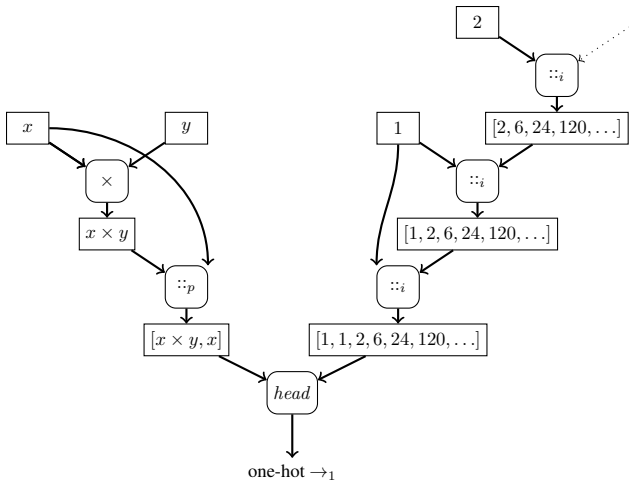 2
::ᵢ
x
y
1
[2, 6, 24, 120, . . .]
×
::ᵢ
x × y
[1, 2, 6, 24, 120, . . .]
::ₚ
::ᵢ
[x × y, x]
[1, 1, 2, 6, 24, 120, . . .]
head
one-hot →₁